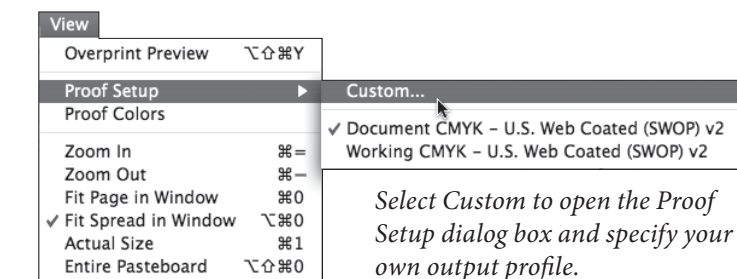 View
Overprint Preview ⌥⇧⌘Y
Proof Setup ▶
Proof Colors
Zoom In ⌘=
Zoom Out ⌘−
Fit Page in Window ⌘0
✓ Fit Spread in Window ⌥⌘0
Actual Size ⌘1
Entire Pasteboard ⌥⇧⌘0
Custom...
✓ Document CMYK – U.S. Web Coated (SWOP) v2
Working CMYK – U.S. Web Coated (SWOP) v2
Select Custom to open the Proof
Setup dialog box and specify your
own output profile.